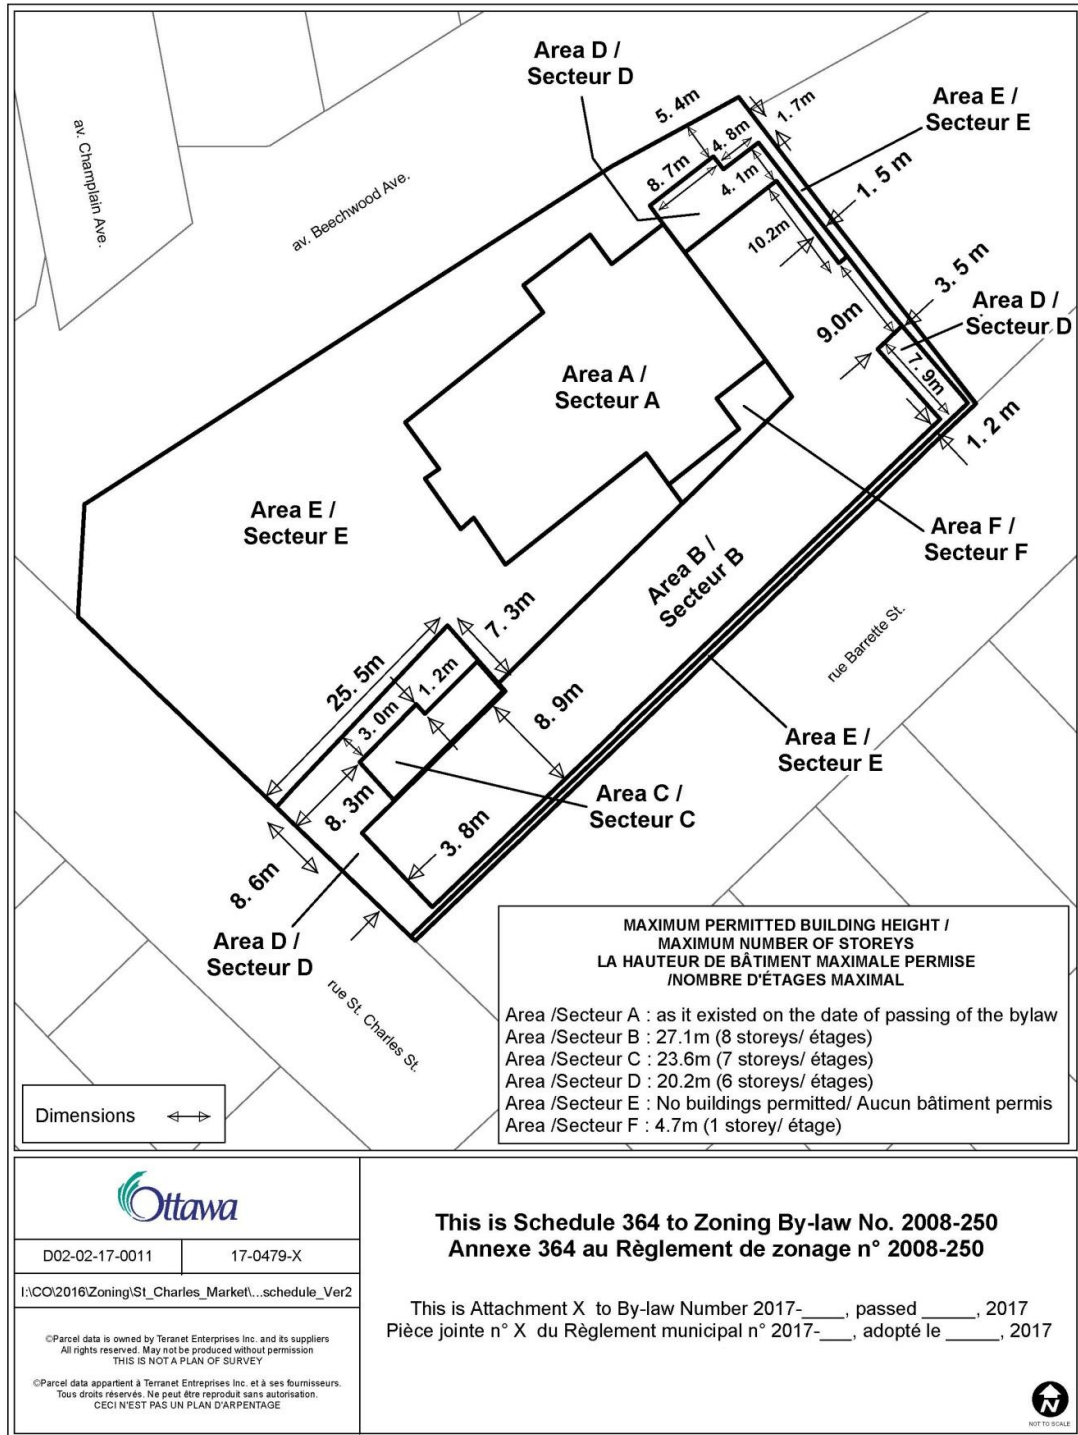 Area D /
Secteur D
5.4m
1.7m
Area E /
Secteur E
4.8m
8.7m
4.1m
1.5 m
av. Champlain Ave.
av. Beechwood Ave.
10.2m
3.5 m
9.0m
Area D /
Secteur D
7.9m
1.2 m
Area A /
Secteur A
Area E /
Secteur E
Area F /
Secteur F
Area B /
Secteur B
rue Barrette St.
7.3m
25.5m
1.2m
3.0m
8.9m
Area E /
Secteur E
Area C /
Secteur C
8.3m
3.8m
8.6m
Area D /
Secteur D
rue St. Charles St.
MAXIMUM PERMITTED BUILDING HEIGHT /
MAXIMUM NUMBER OF STOREYS
LA HAUTEUR DE BÂTIMENT MAXIMALE PERMISE
/NOMBRE D'ÉTAGES MAXIMAL
Area /Secteur A : as it existed on the date of passing of the bylaw
Area /Secteur B : 27.1m (8 storeys/ étages)
Area /Secteur C : 23.6m (7 storeys/ étages)
Area /Secteur D : 20.2m (6 storeys/ étages)
Area /Secteur E : No buildings permitted/ Aucun bâtiment permis
Area /Secteur F : 4.7m (1 storey/ étage)
Dimensions
Ottawa
D02-02-17-0011
17-0479-X
I:\CO\2016\Zoning\St_Charles_Market\...schedule_Ver2
©Parcel data is owned by Teranet Enterprises Inc. and its suppliers
All rights reserved. May not be produced without permission
THIS IS NOT A PLAN OF SURVEY
©Parcel data appartient à Terranet Entreprises Inc. et à ses fournisseurs.
Tous droits réservés. Ne peut être reproduit sans autorisation.
CECI N'EST PAS UN PLAN D'ARPENTAGE
This is Schedule 364 to Zoning By-law No. 2008-250
Annexe 364 au Règlement de zonage n° 2008-250
This is Attachment X to By-law Number 2017-____, passed _____, 2017
Pièce jointe n° X du Règlement municipal n° 2017-___, adopté le _____, 2017
N
NOT TO SCALE